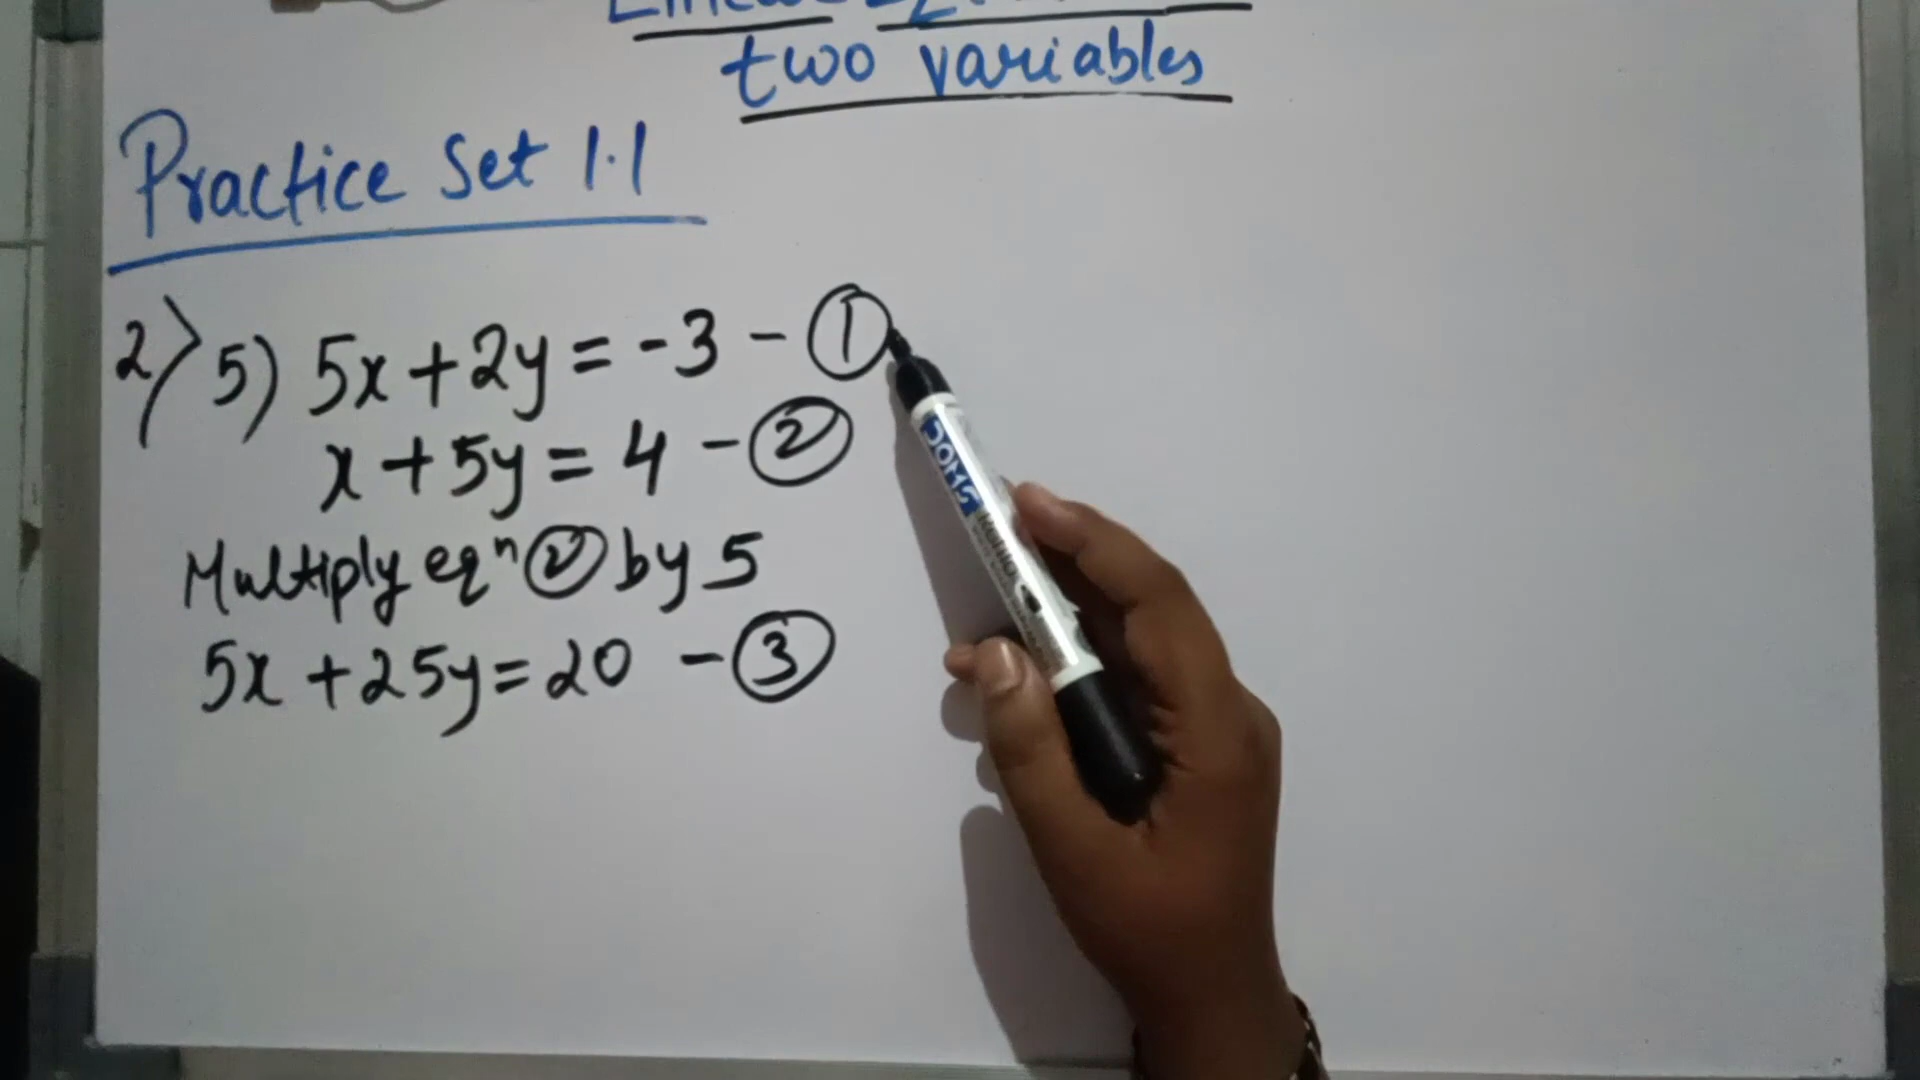 two variables
Practice Set 1.1
2) 5) 5x + 2y = -3 - ①
x + 5y = 4 - ②
Multiply eqⁿ ② by 5
5x + 25y = 20 - ③
DOMS